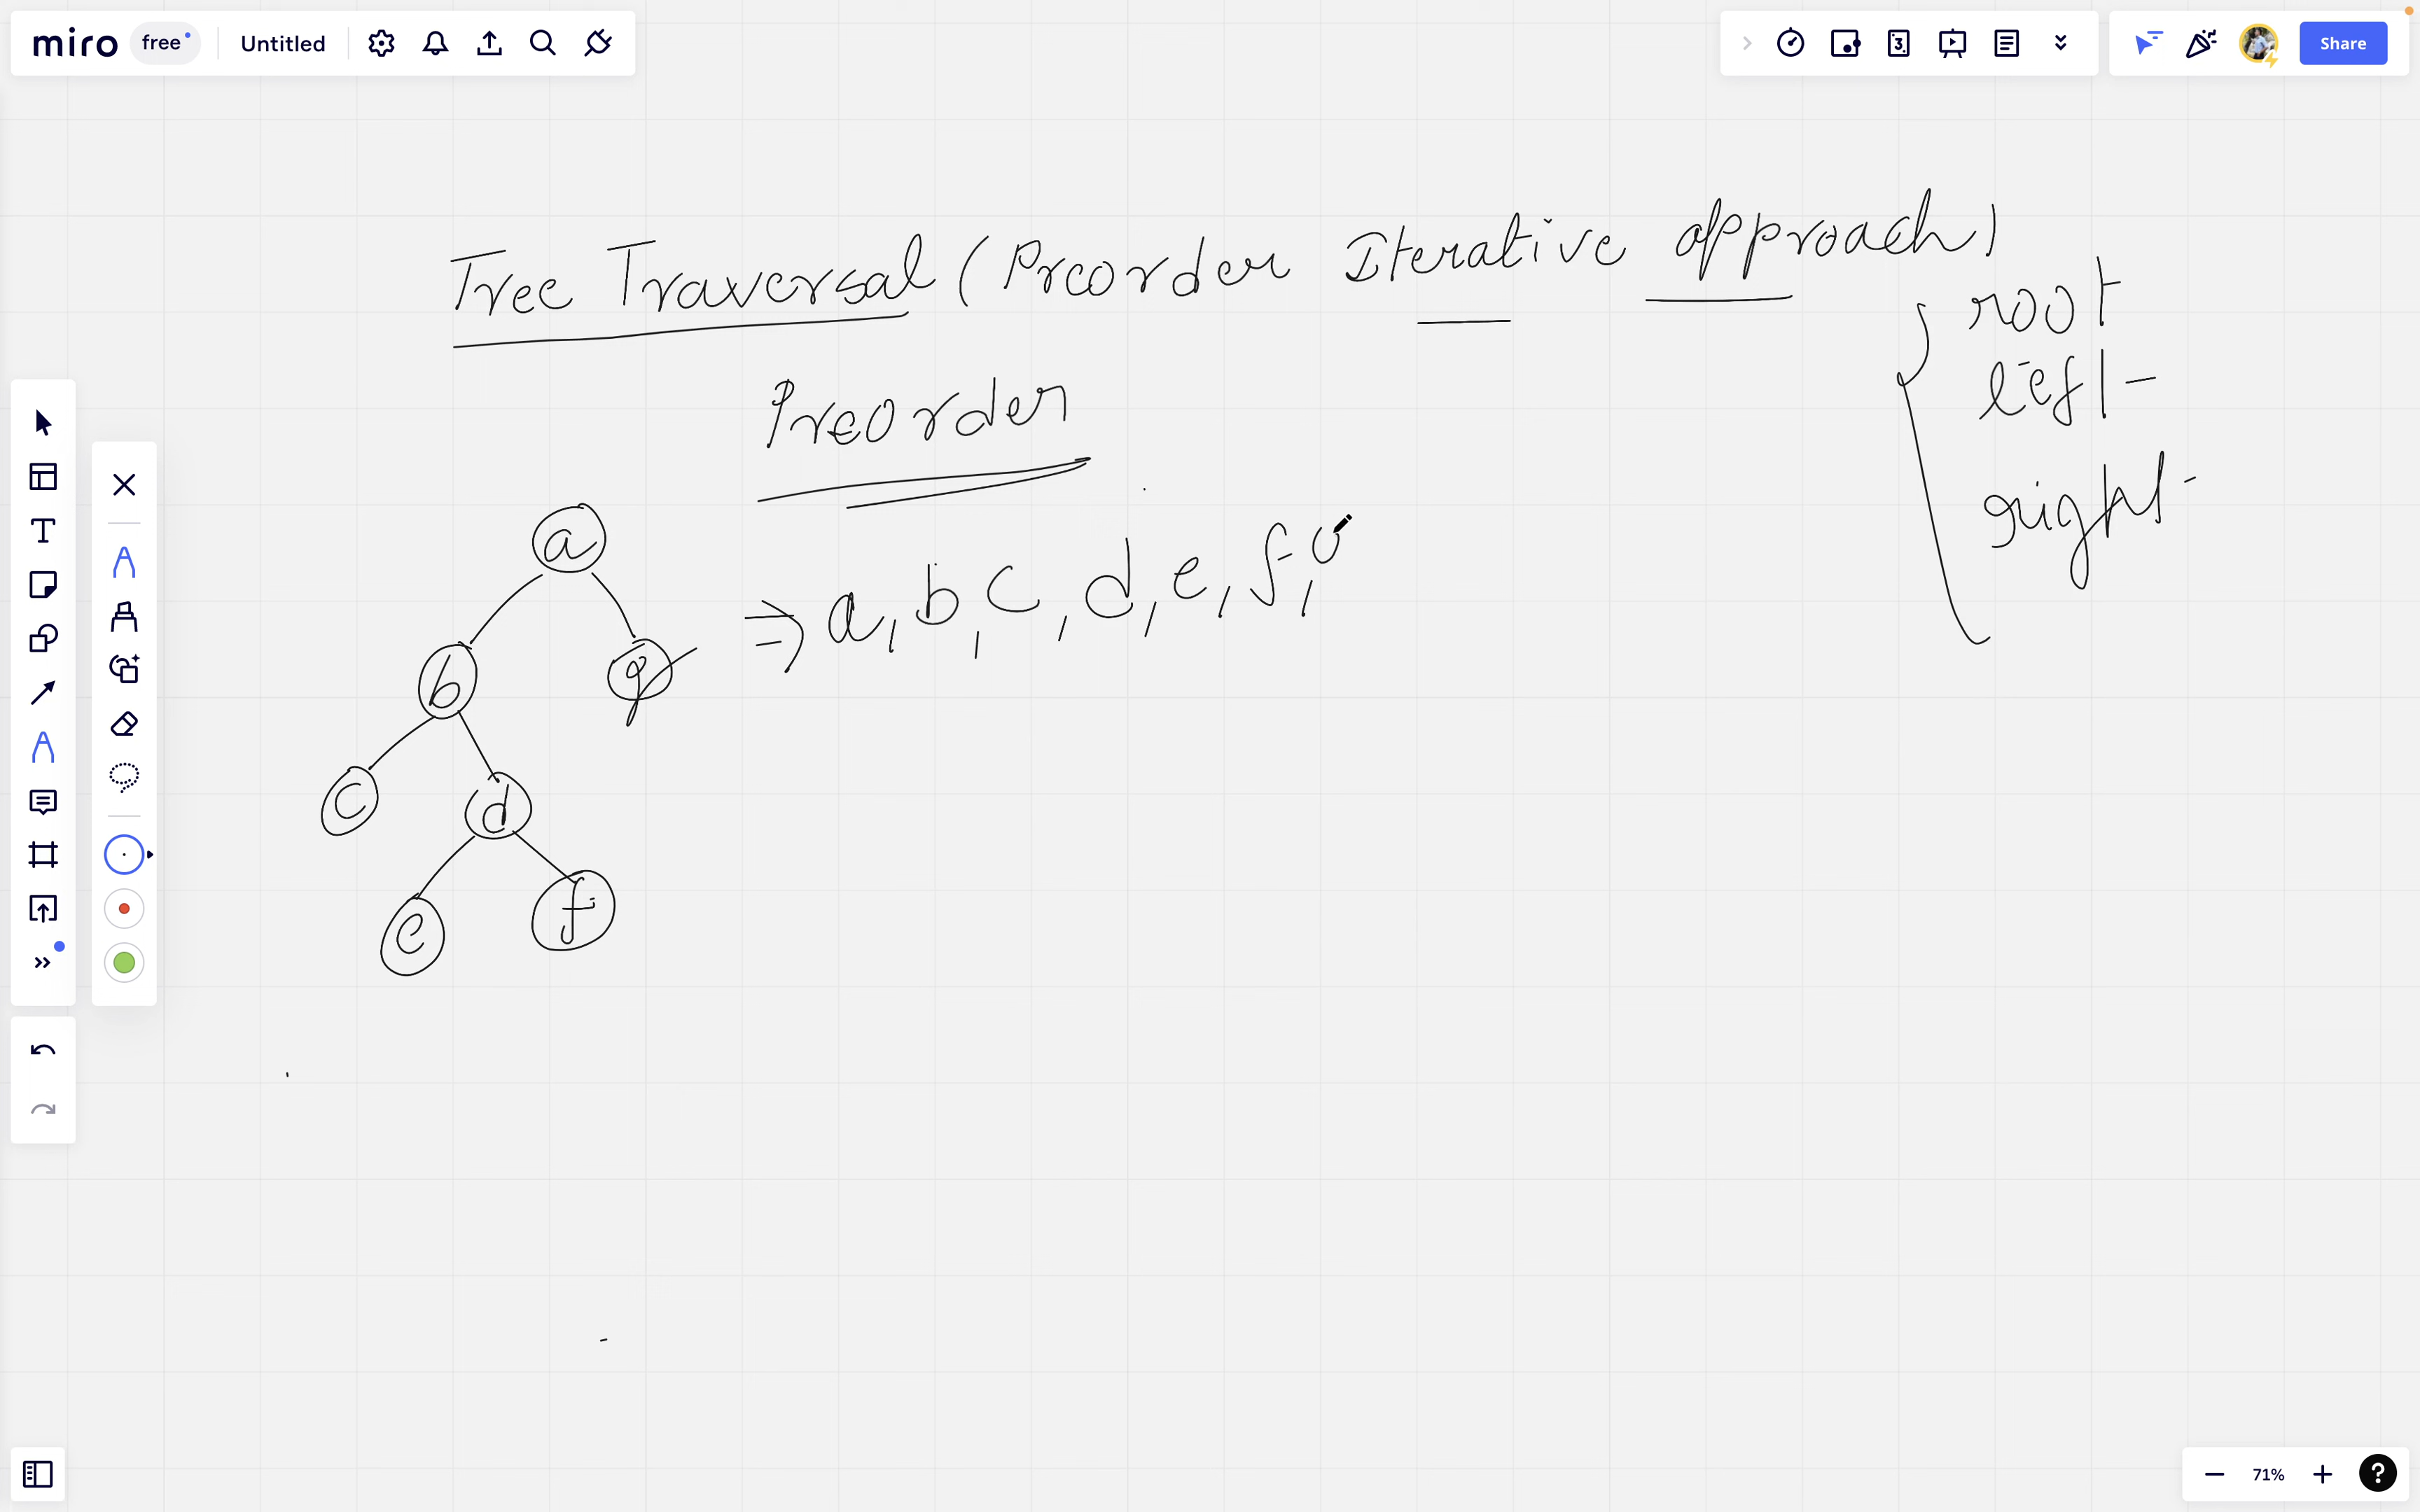 miro free Untitled Share
Tree Traversal (Preorder Iterative approach)
root
left
right
Preorder
a
⇒ a, b, c, d, e, f,
b g
c d
e f
71%